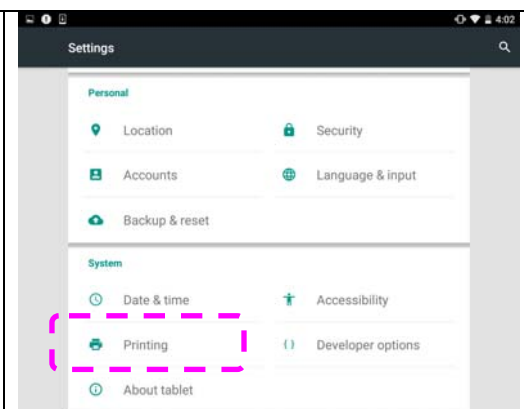 4:02
Settings
Personal
Location Security
Accounts Language & input
Backup & reset
System
Date & time Accessibility
Printing { } Developer options
About tablet